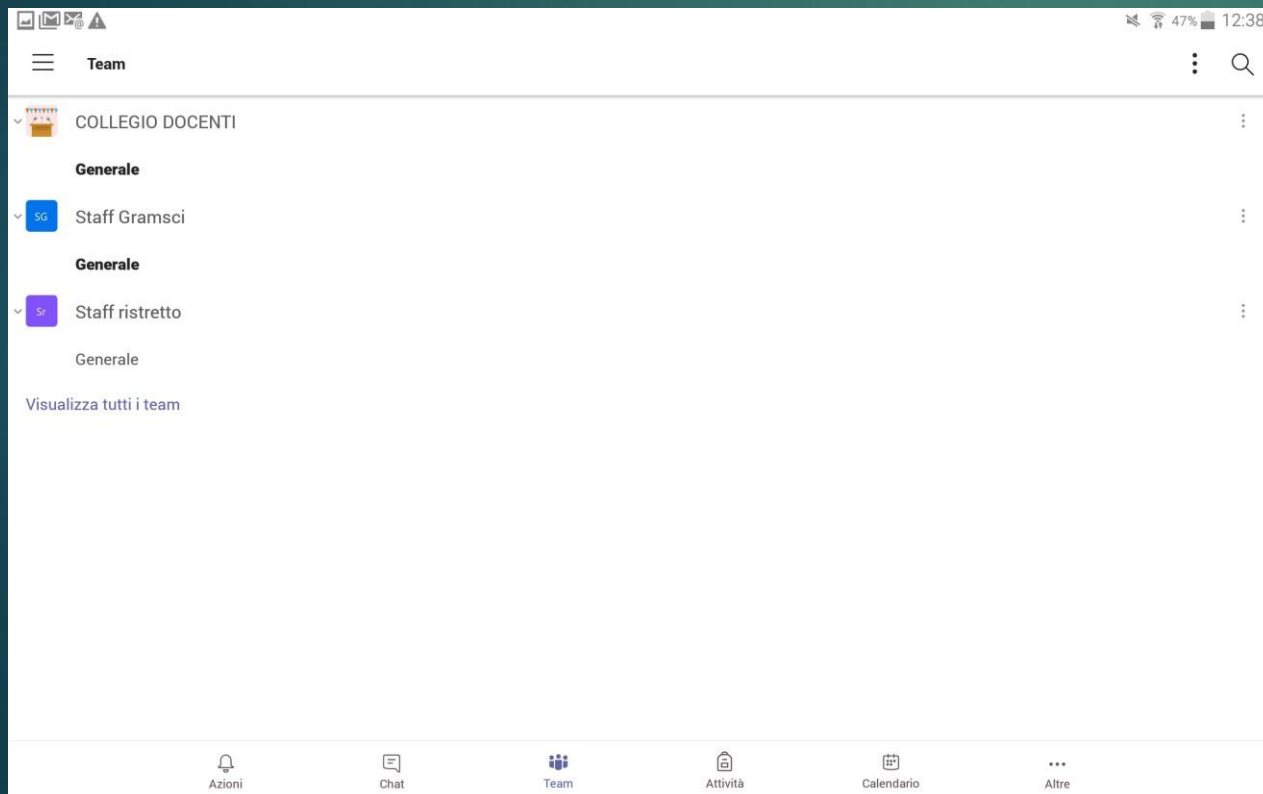 47% 12:38
Team
COLLEGIO DOCENTI
Generale
SG Staff Gramsci
Generale
Sr Staff ristretto
Generale
Visualizza tutti i team
Azioni Chat Team Attività Calendario Altre